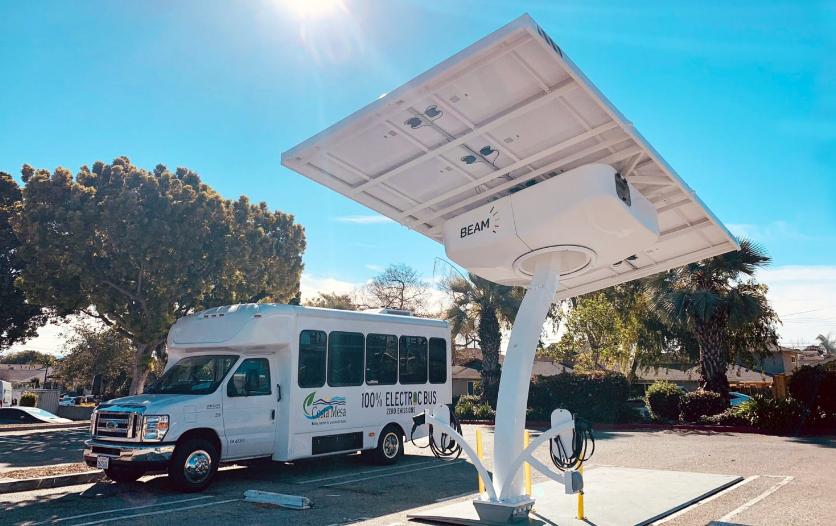 BEAM
100% ELECTRIC BUS
ZERO EMISSIONS
Costa Mesa